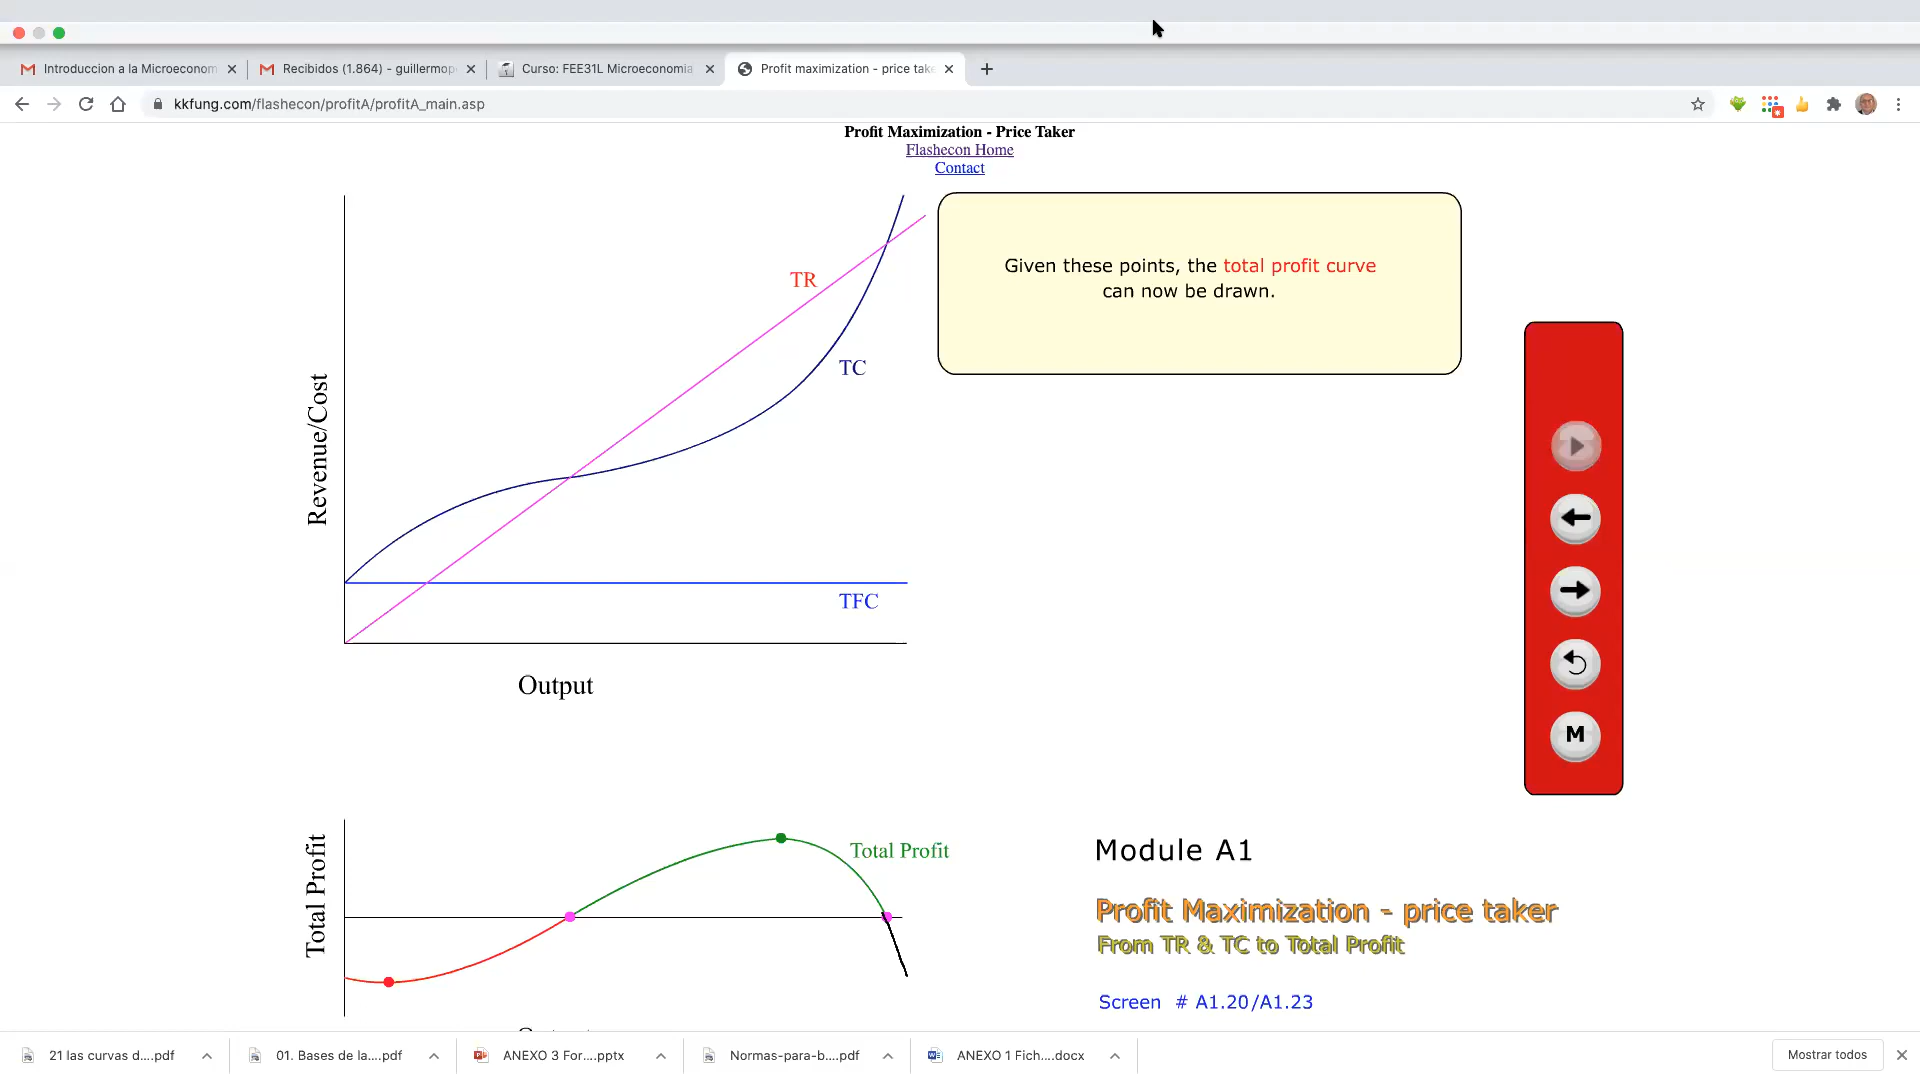 Introduccion a la Microeconom
Recibidos (1.864) - guillermop
Curso: FEE31L Microeconomia
Profit maximization - price take
kkfung.com/flashecon/profitA/profitA_main.asp
Profit Maximization - Price Taker
Flashecon Home
Contact
Given these points, the total profit curve
can now be drawn.
TR
TC
Revenue/Cost
TFC
Output
M
Total Profit
Total Profit
Module A1
Profit Maximization - price taker
From TR & TC to Total Profit
Screen # A1.20/A1.23
21 las curvas d....pdf
01. Bases de la....pdf
ANEXO 3 For....pptx
Normas-para-b....pdf
ANEXO 1 Fich....docx
Mostrar todos